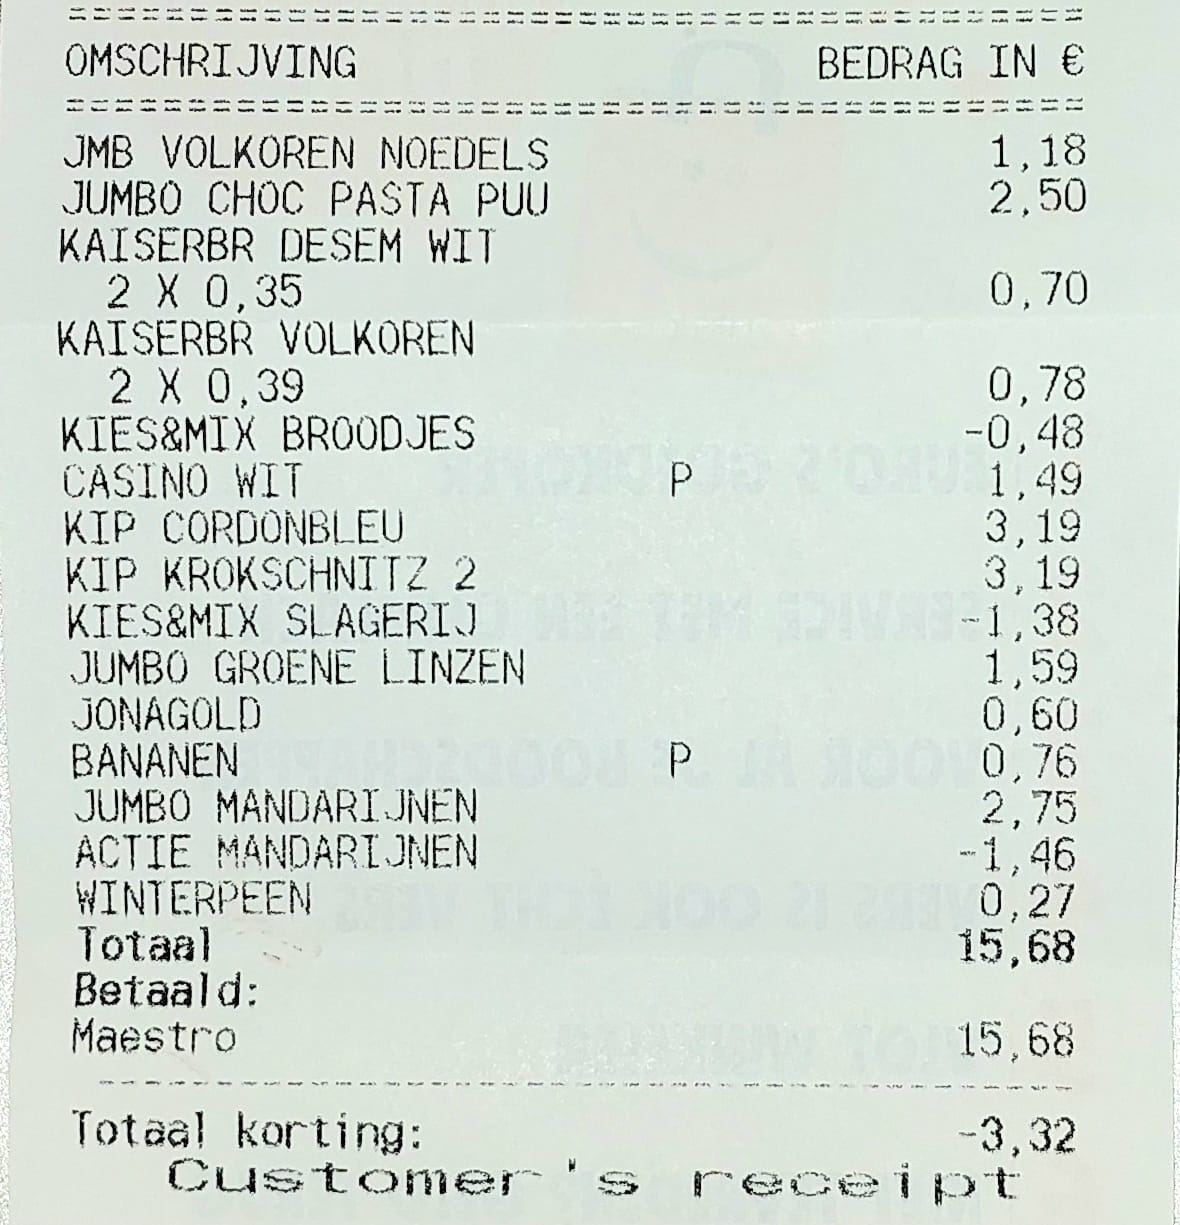 OMSCHRIJVING BEDRAG IN €
JMB VOLKOREN NOEDELS 1,18
JUMBO CHOC PASTA PUU 2,50
KAISERBR DESEM WIT
2 X 0,35 0,70
KAISERBR VOLKOREN
2 X 0,39 0,78
KIES&MIX BROODJES -0,48
CASINO WIT P 1,49
KIP CORDONBLEU 3,19
KIP KROKSCHNITZ 2 3,19
KIES&MIX SLAGERIJ -1,38
JUMBO GROENE LINZEN 1,59
JONAGOLD 0,60
BANANEN P 0,76
JUMBO MANDARIJNEN 2,75
ACTIE MANDARIJNEN -1,46
WINTERPEEN 0,27
Totaal 15,68
Betaald:
Maestro 15,68
Totaal korting: -3,32
Customer's receipt